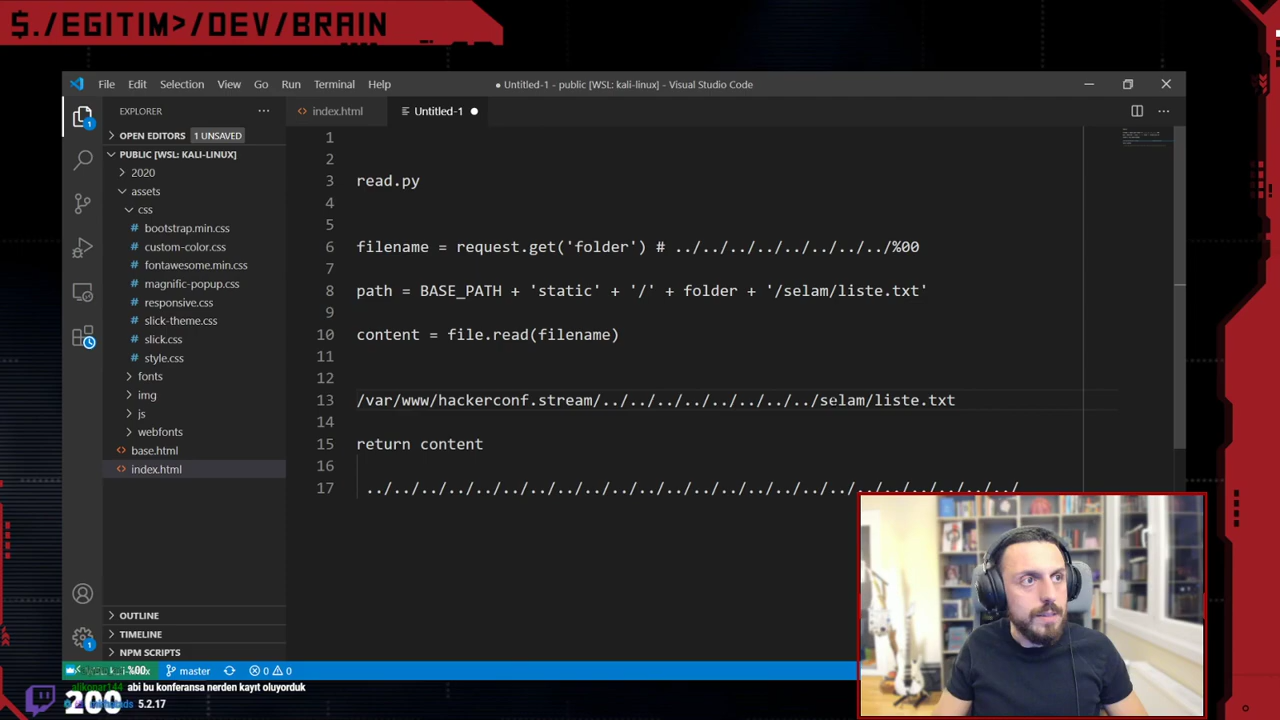 $./EGITIM>/DEV/BRAIN
File Edit Selection View Go Run Terminal Help
● Untitled-1 - public [WSL: kali-linux] - Visual Studio Code
EXPLORER
index.html
Untitled-1
OPEN EDITORS 1 UNSAVED
PUBLIC [WSL: KALI-LINUX]
2020
assets
css
bootstrap.min.css
custom-color.css
fontawesome.min.css
magnific-popup.css
responsive.css
slick-theme.css
slick.css
style.css
fonts
img
js
webfonts
base.html
index.html
OUTLINE
TIMELINE
NPM SCRIPTS
1
2
3 read.py
4
5
6 filename = request.get('folder') # ../../../../../../../../%00
7
8 path = BASE_PATH + 'static' + '/' + folder + '/selam/liste.txt'
9
10 content = file.read(filename)
11
12
13 /var/www/hackerconf.stream/../../../../../../../../selam/liste.txt
14
15 return content
16
17 ../../../../../../../../../../../../../../../../../../../../../../../../
master 0 0
alikonar144 abi bu konferansa nerden kayıt oluyorduk
200
5.2.17